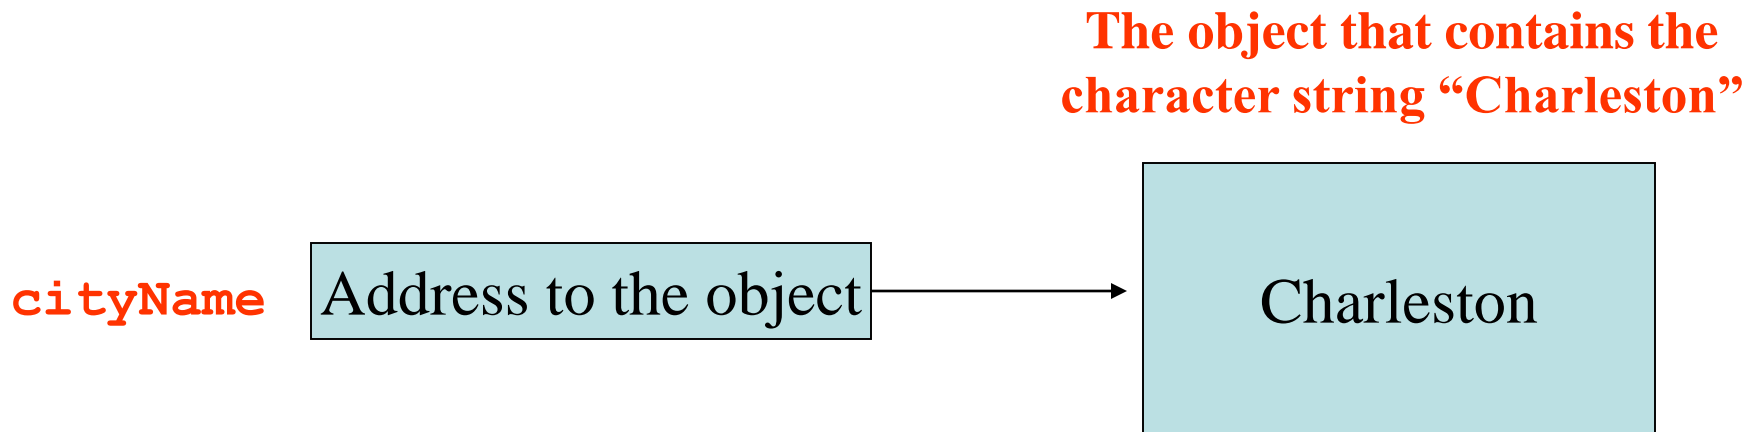 The object that contains the
character string “Charleston”
cityName
Address to the object
Charleston